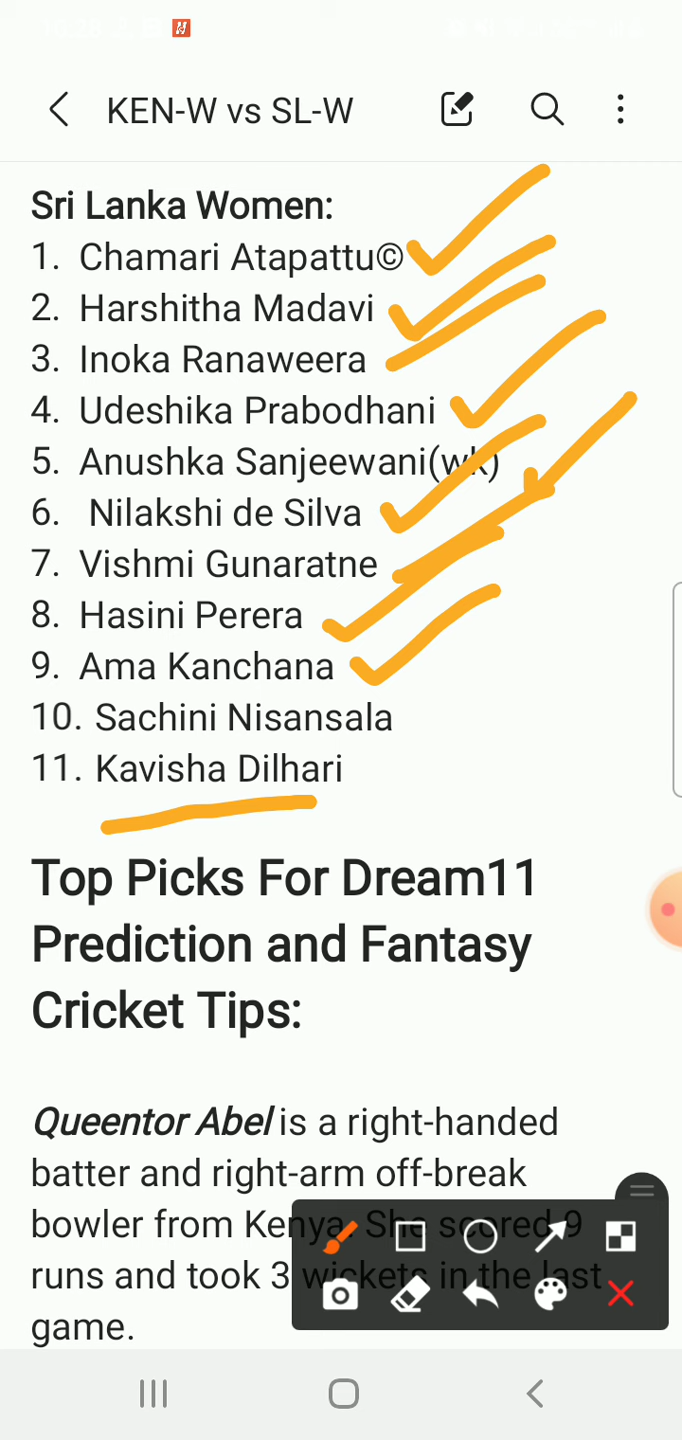 KEN-W vs SL-W
Sri Lanka Women:
1. Chamari Atapattu©
2. Harshitha Madavi
3. Inoka Ranaweera
4. Udeshika Prabodhani
5. Anushka Sanjeewani(wk)
6. Nilakshi de Silva
7. Vishmi Gunaratne
8. Hasini Perera
9. Ama Kanchana
10. Sachini Nisansala
11. Kavisha Dilhari
Top Picks For Dream11
Prediction and Fantasy
Cricket Tips:
Queentor Abel is a right-handed
batter and right-arm off-break
bowler from Kenya. She scored 9
runs and took 3 wickets in the last
game.